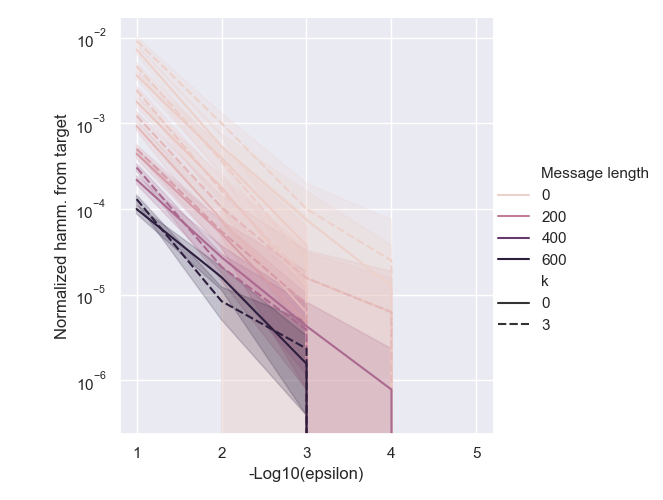 10⁻²
10⁻³
10⁻⁴
10⁻⁵
10⁻⁶
Normalized hamm. from target
1 2 3 4 5
-Log10(epsilon)
Message length
0
200
400
600
k
0
3